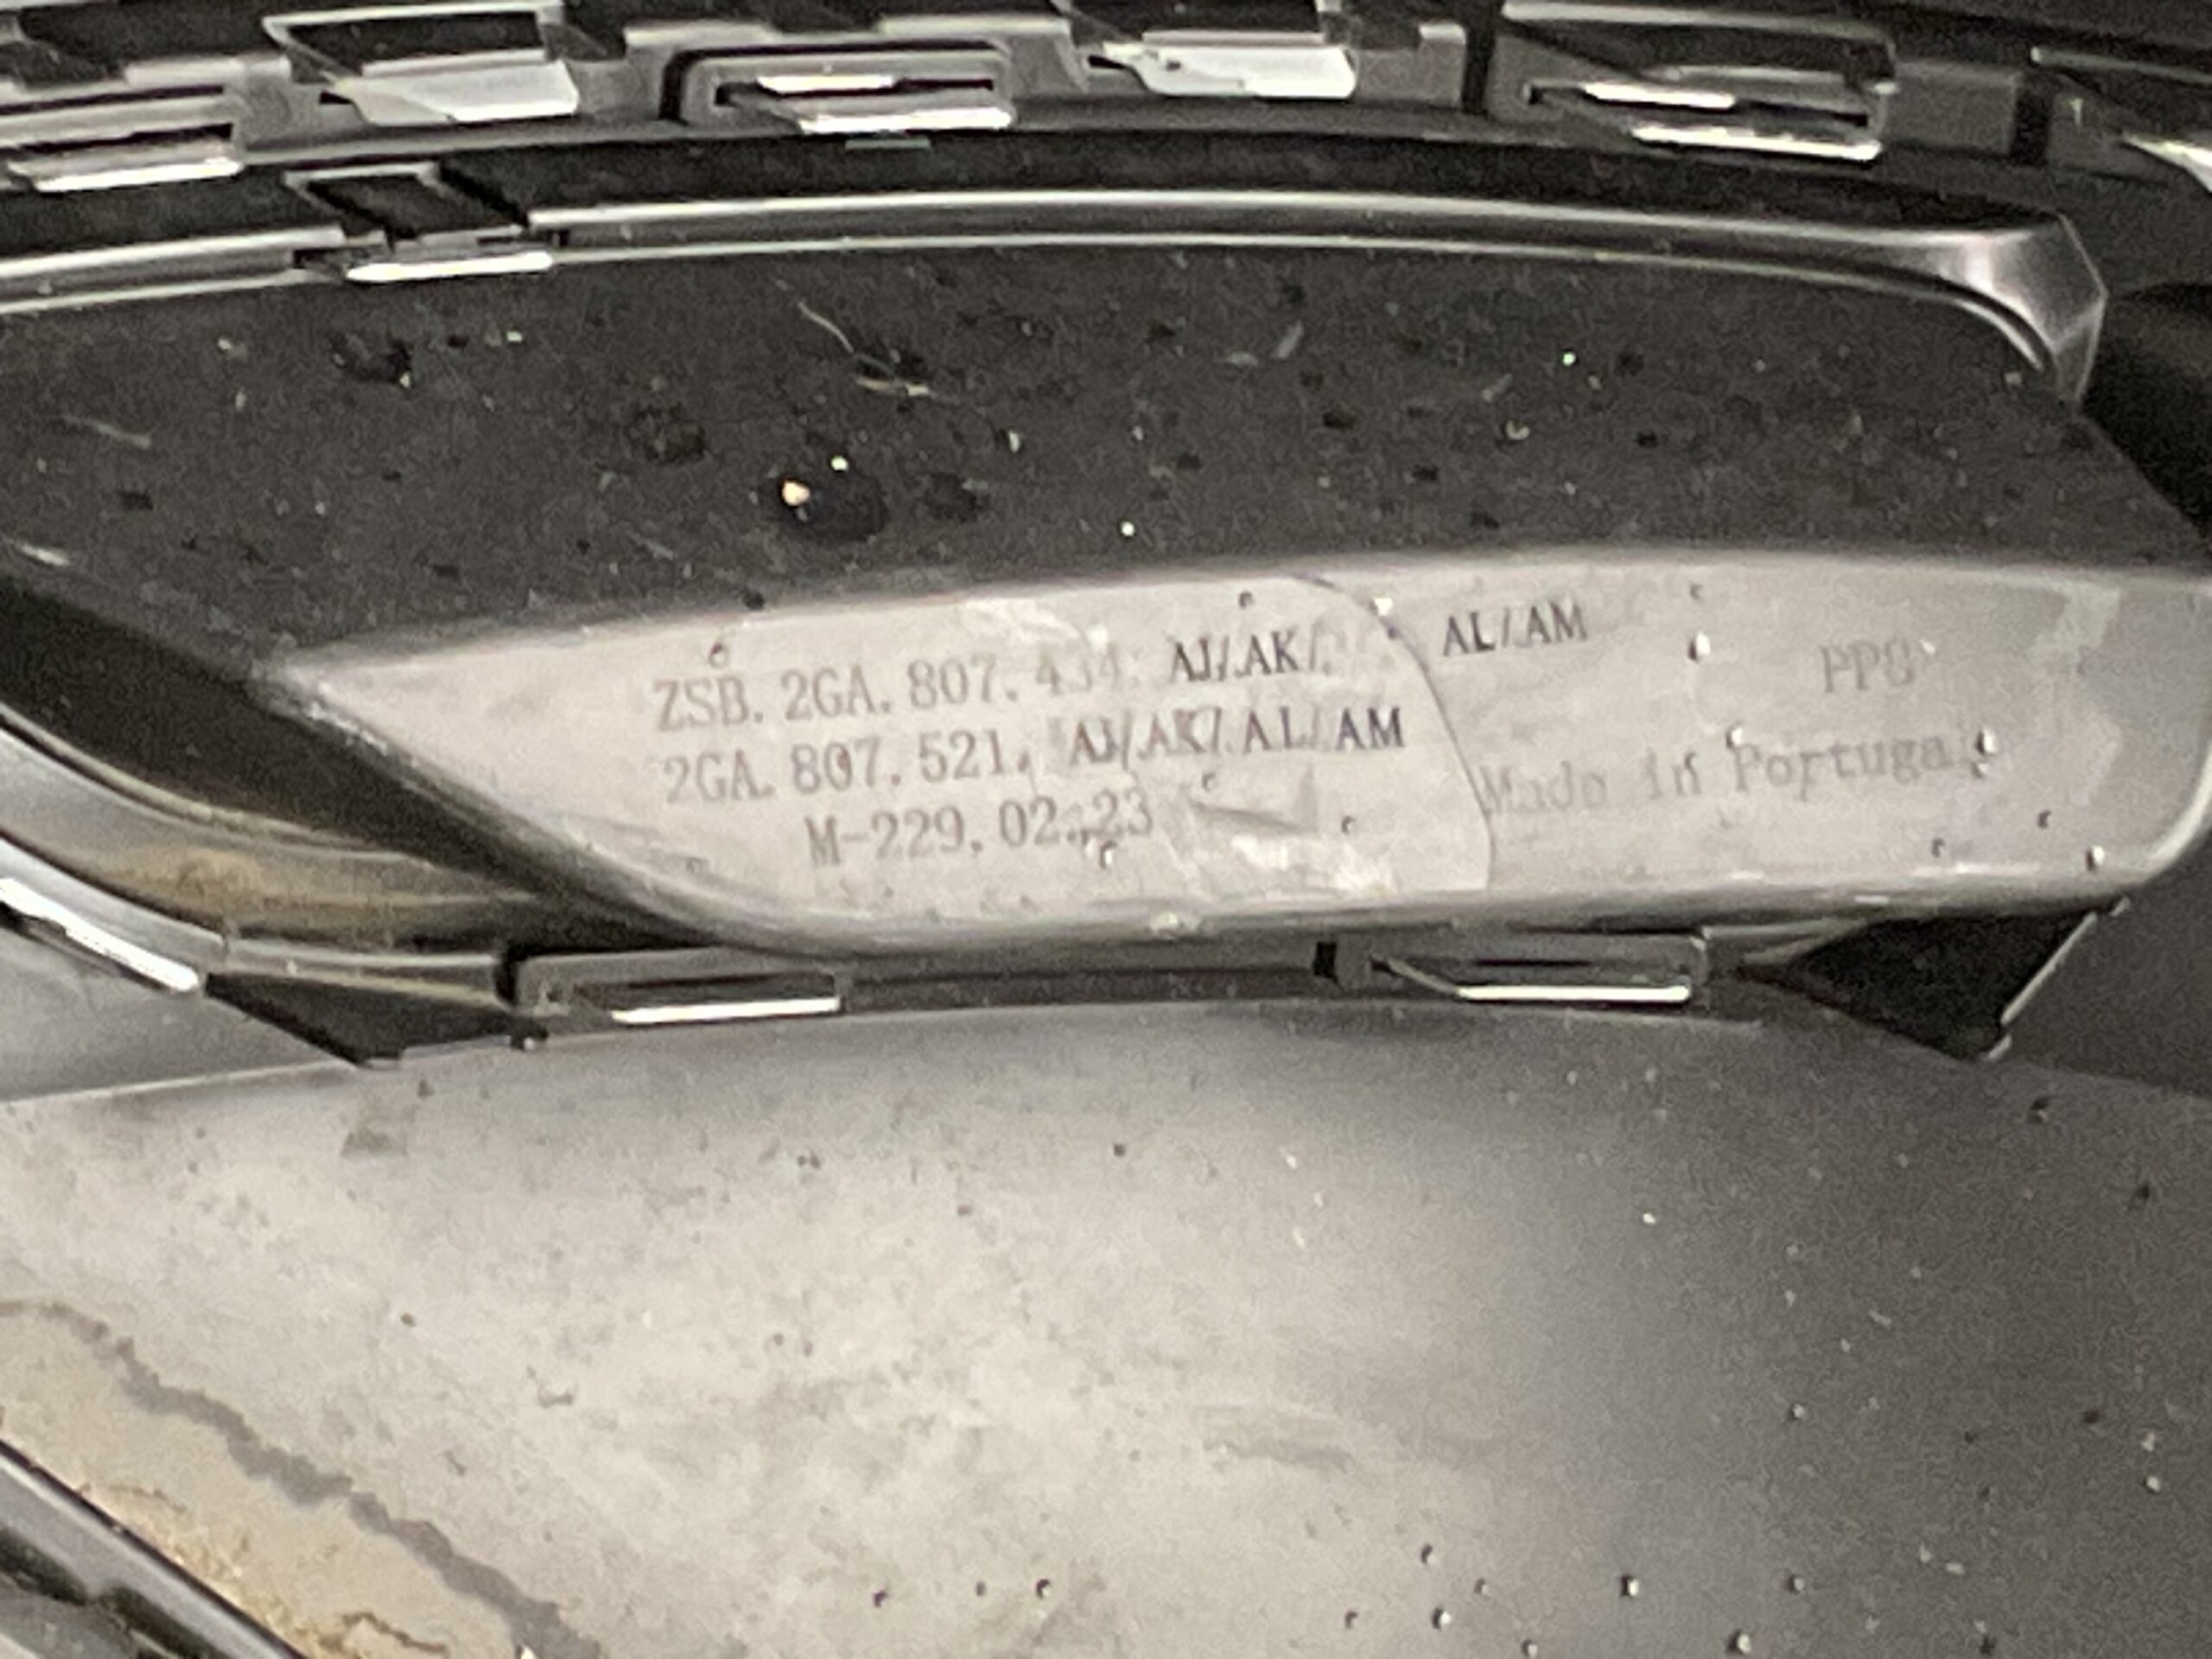 ZSB. 2GA. 807. 434. AJ/AK/ AL/AM
2GA. 807. 521. AJ/AK/AL/AM
M-229. 02.23
Made in Portugal